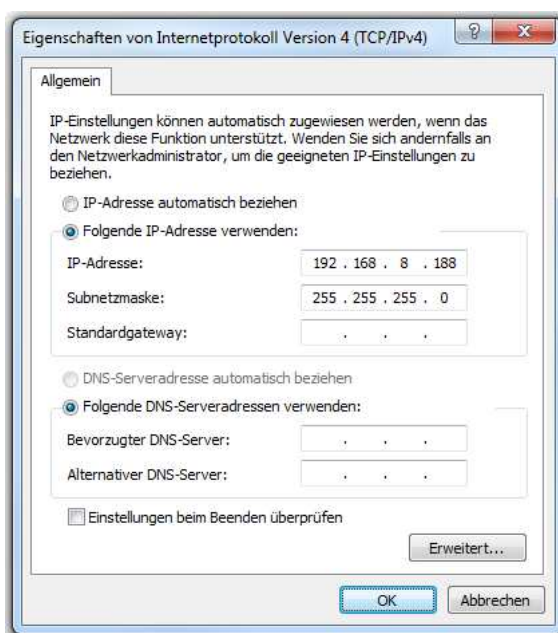 Eigenschaften von Internetprotokoll Version 4 (TCP/IPv4)
Allgemein
IP-Einstellungen können automatisch zugewiesen werden, wenn das
Netzwerk diese Funktion unterstützt. Wenden Sie sich andernfalls an
den Netzwerkadministrator, um die geeigneten IP-Einstellungen zu
beziehen.
IP-Adresse automatisch beziehen
Folgende IP-Adresse verwenden:
IP-Adresse: 192 . 168 . 8 . 188
Subnetzmaske: 255 . 255 . 255 . 0
Standardgateway: . . .
DNS-Serveradresse automatisch beziehen
Folgende DNS-Serveradressen verwenden:
Bevorzugter DNS-Server: . . .
Alternativer DNS-Server: . . .
Einstellungen beim Beenden überprüfen
Erweitert...
OK Abbrechen